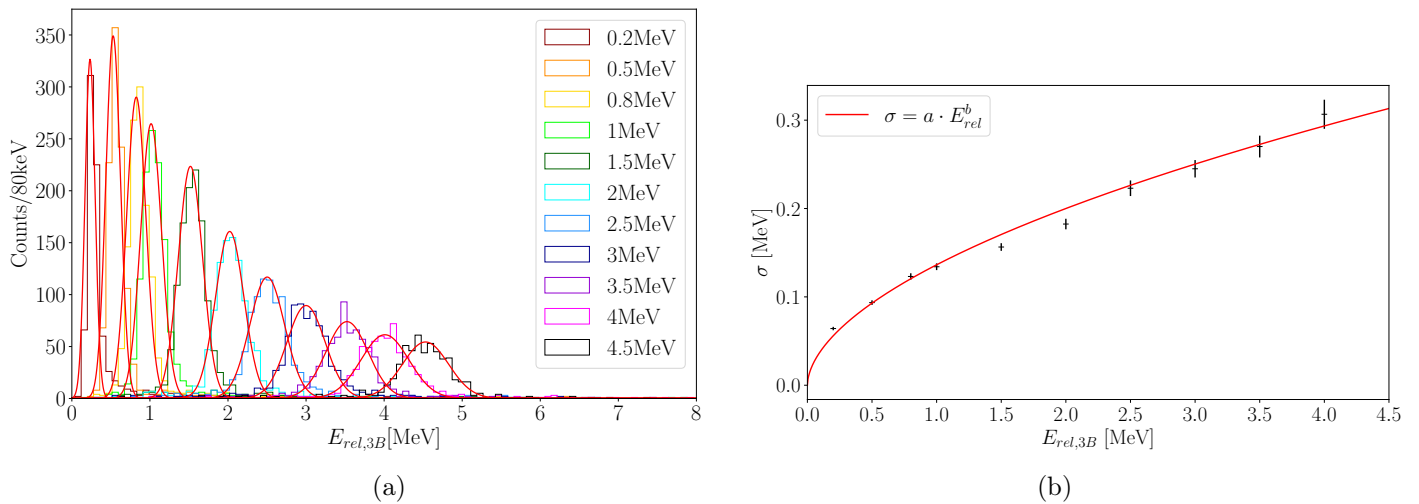 350
300
250
200
150
100
50
0
Counts/80keV
0 1 2 3 4 5 6 7 8
E_{rel,3B}[MeV]
0.2MeV
0.5MeV
0.8MeV
1MeV
1.5MeV
2MeV
2.5MeV
3MeV
3.5MeV
4MeV
4.5MeV
(a)
σ = a · E_{rel}^{b}
0.3
0.2
0.1
0.0
σ [MeV]
0.0 0.5 1.0 1.5 2.0 2.5 3.0 3.5 4.0 4.5
E_{rel,3B} [MeV]
(b)